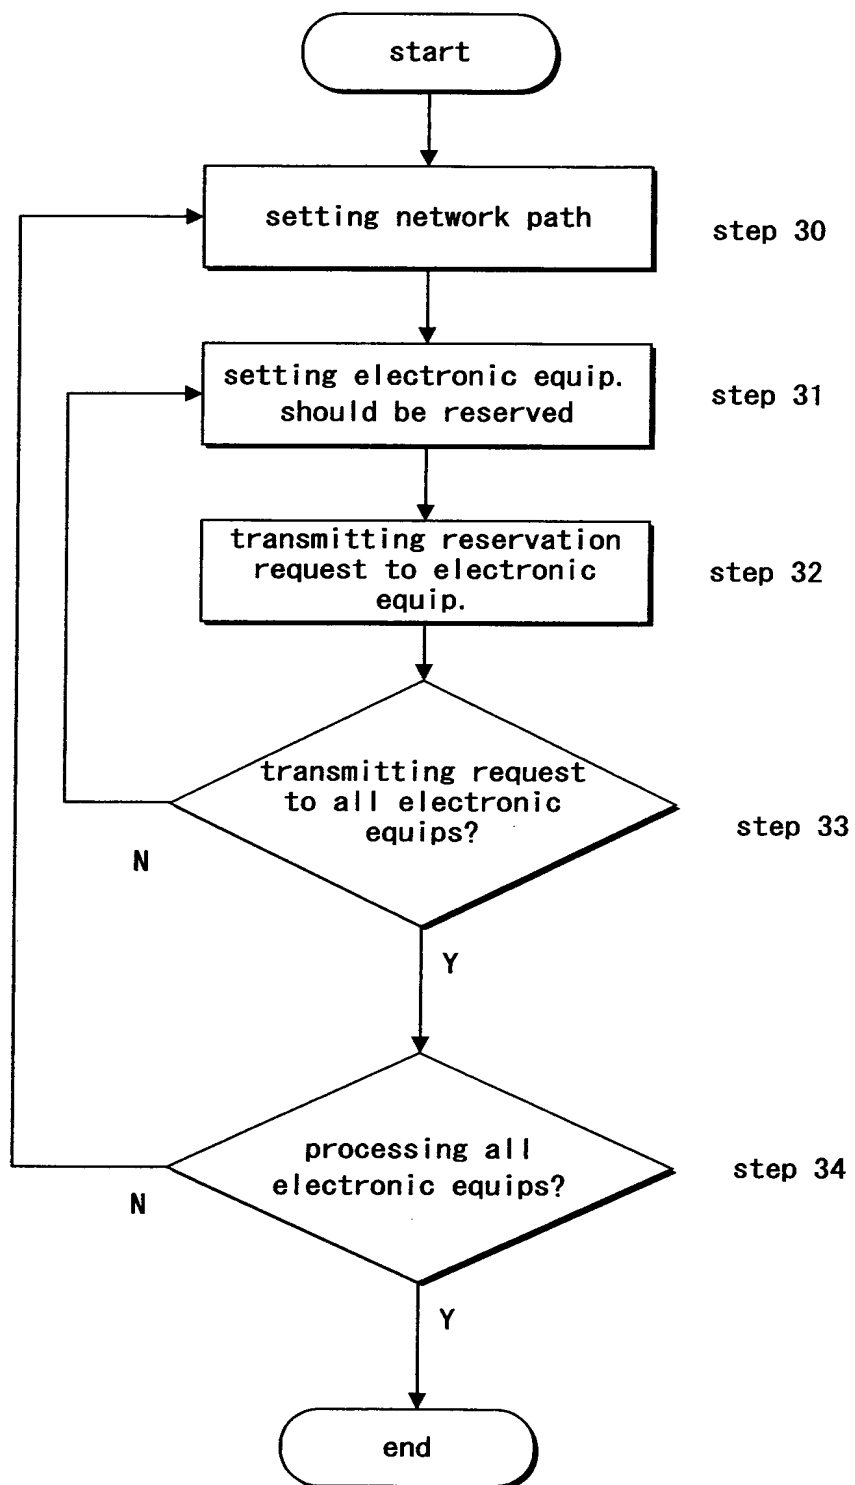 start
setting network path
step 30
setting electronic equip.
should be reserved
step 31
transmitting reservation
request to electronic
equip.
step 32
transmitting request
to all electronic
equips?
step 33
N
Y
processing all
electronic equips?
step 34
N
Y
end